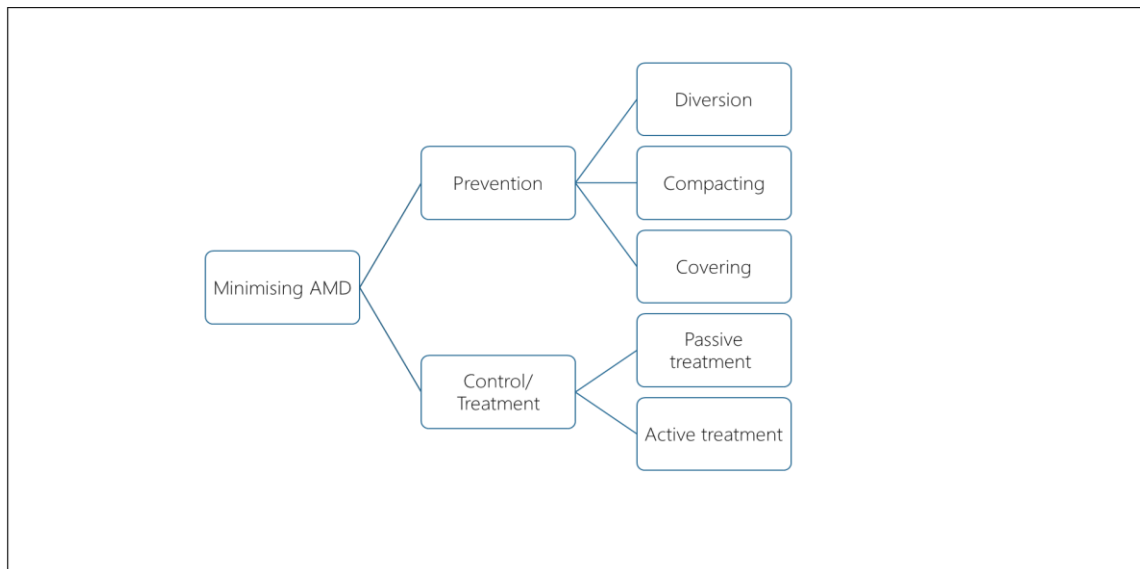 Minimising AMD
Prevention
Diversion
Compacting
Covering
Control/
Treatment
Passive
treatment
Active treatment